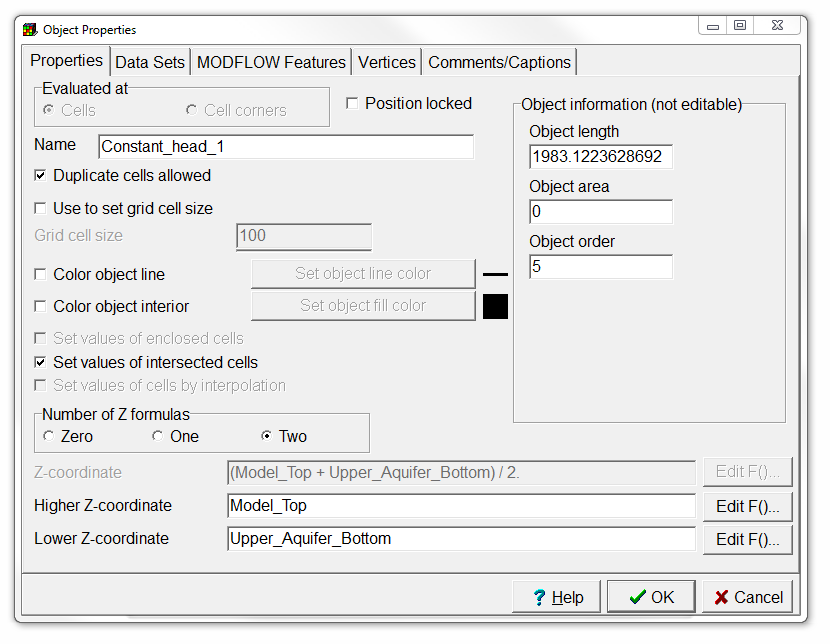 Object Properties
Properties Data Sets MODFLOW Features Vertices Comments/Captions
Evaluated at
Cells Cell corners
Position locked
Object information (not editable)
Name Constant_head_1
Object length
1983.1223628692
Duplicate cells allowed
Object area
0
Use to set grid cell size
Grid cell size 100
Object order
5
Color object line Set object line color
Color object interior Set object fill color
Set values of enclosed cells
Set values of intersected cells
Set values of cells by interpolation
Number of Z formulas
Zero One Two
Z-coordinate (Model_Top + Upper_Aquifer_Bottom) / 2. Edit F()...
Higher Z-coordinate Model_Top Edit F()...
Lower Z-coordinate Upper_Aquifer_Bottom Edit F()...
? Help OK Cancel